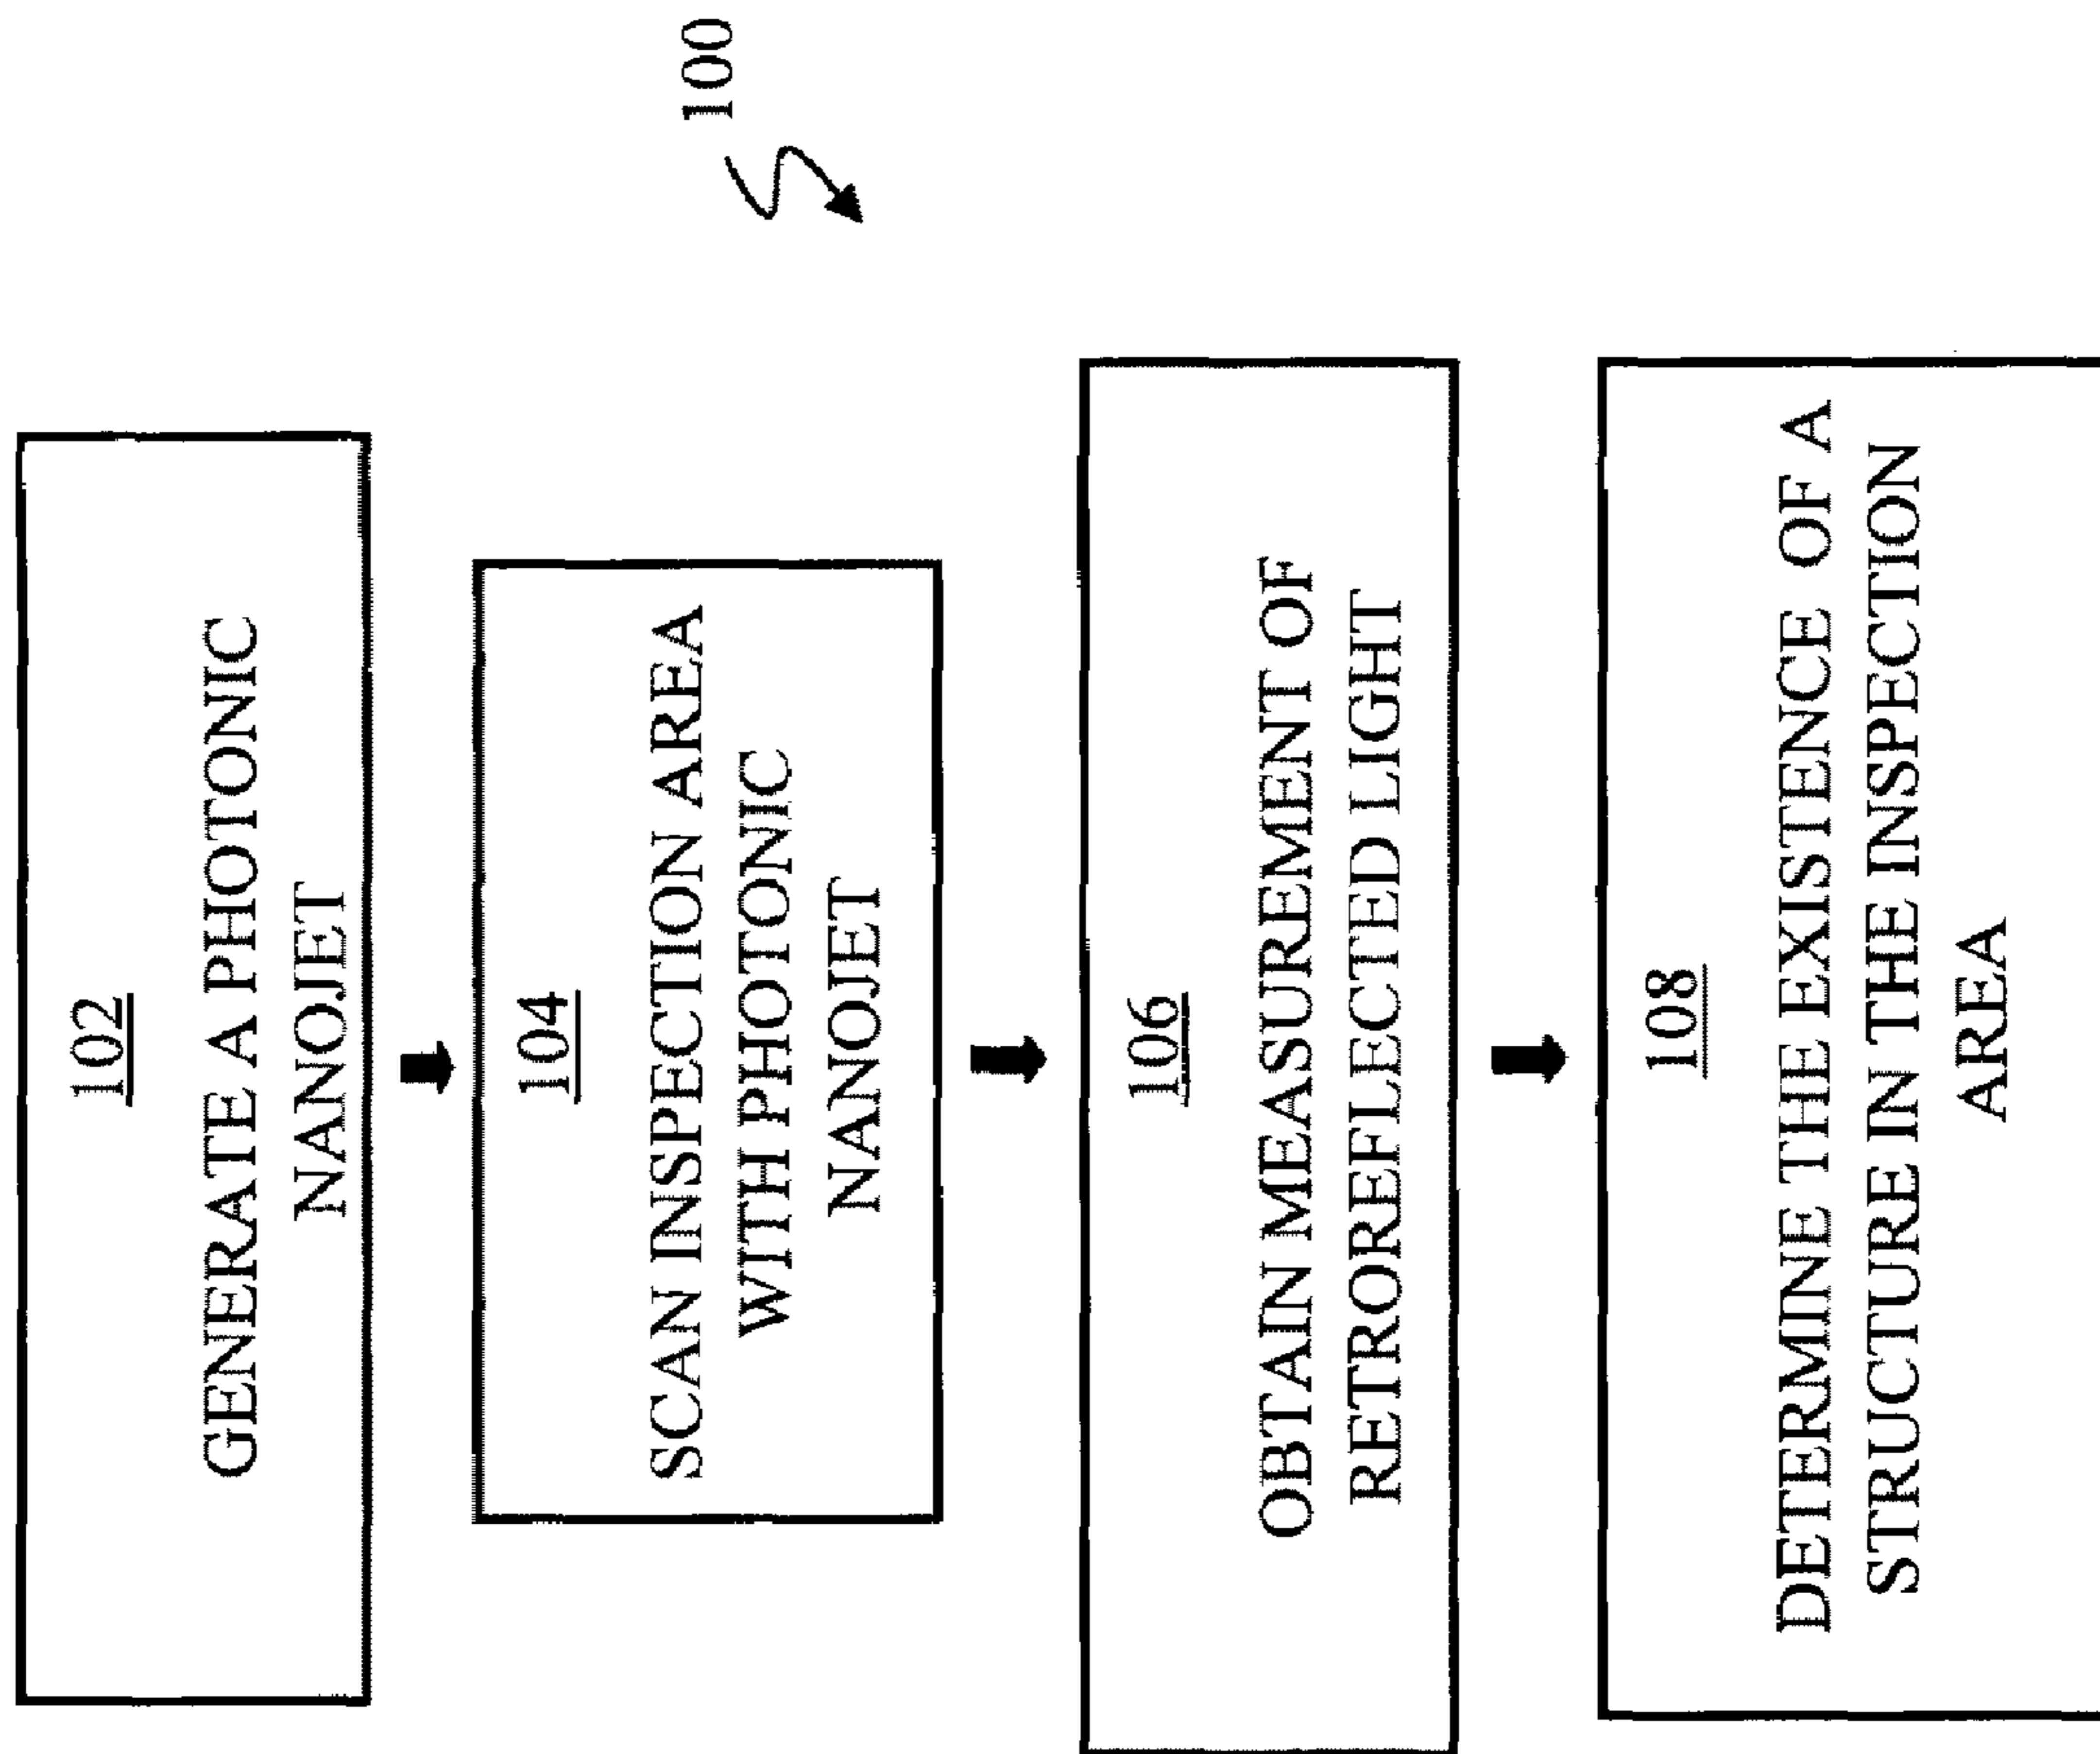 100
102
GENERATE A PHOTONIC
NANOJET
104
SCAN INSPECTION AREA
WITH PHOTONIC
NANOJET
106
OBTAIN MEASUREMENT OF
RETROREFLECTED LIGHT
108
DETERMINE THE EXISTENCE OF A
STRUCTURE IN THE INSPECTION
AREA